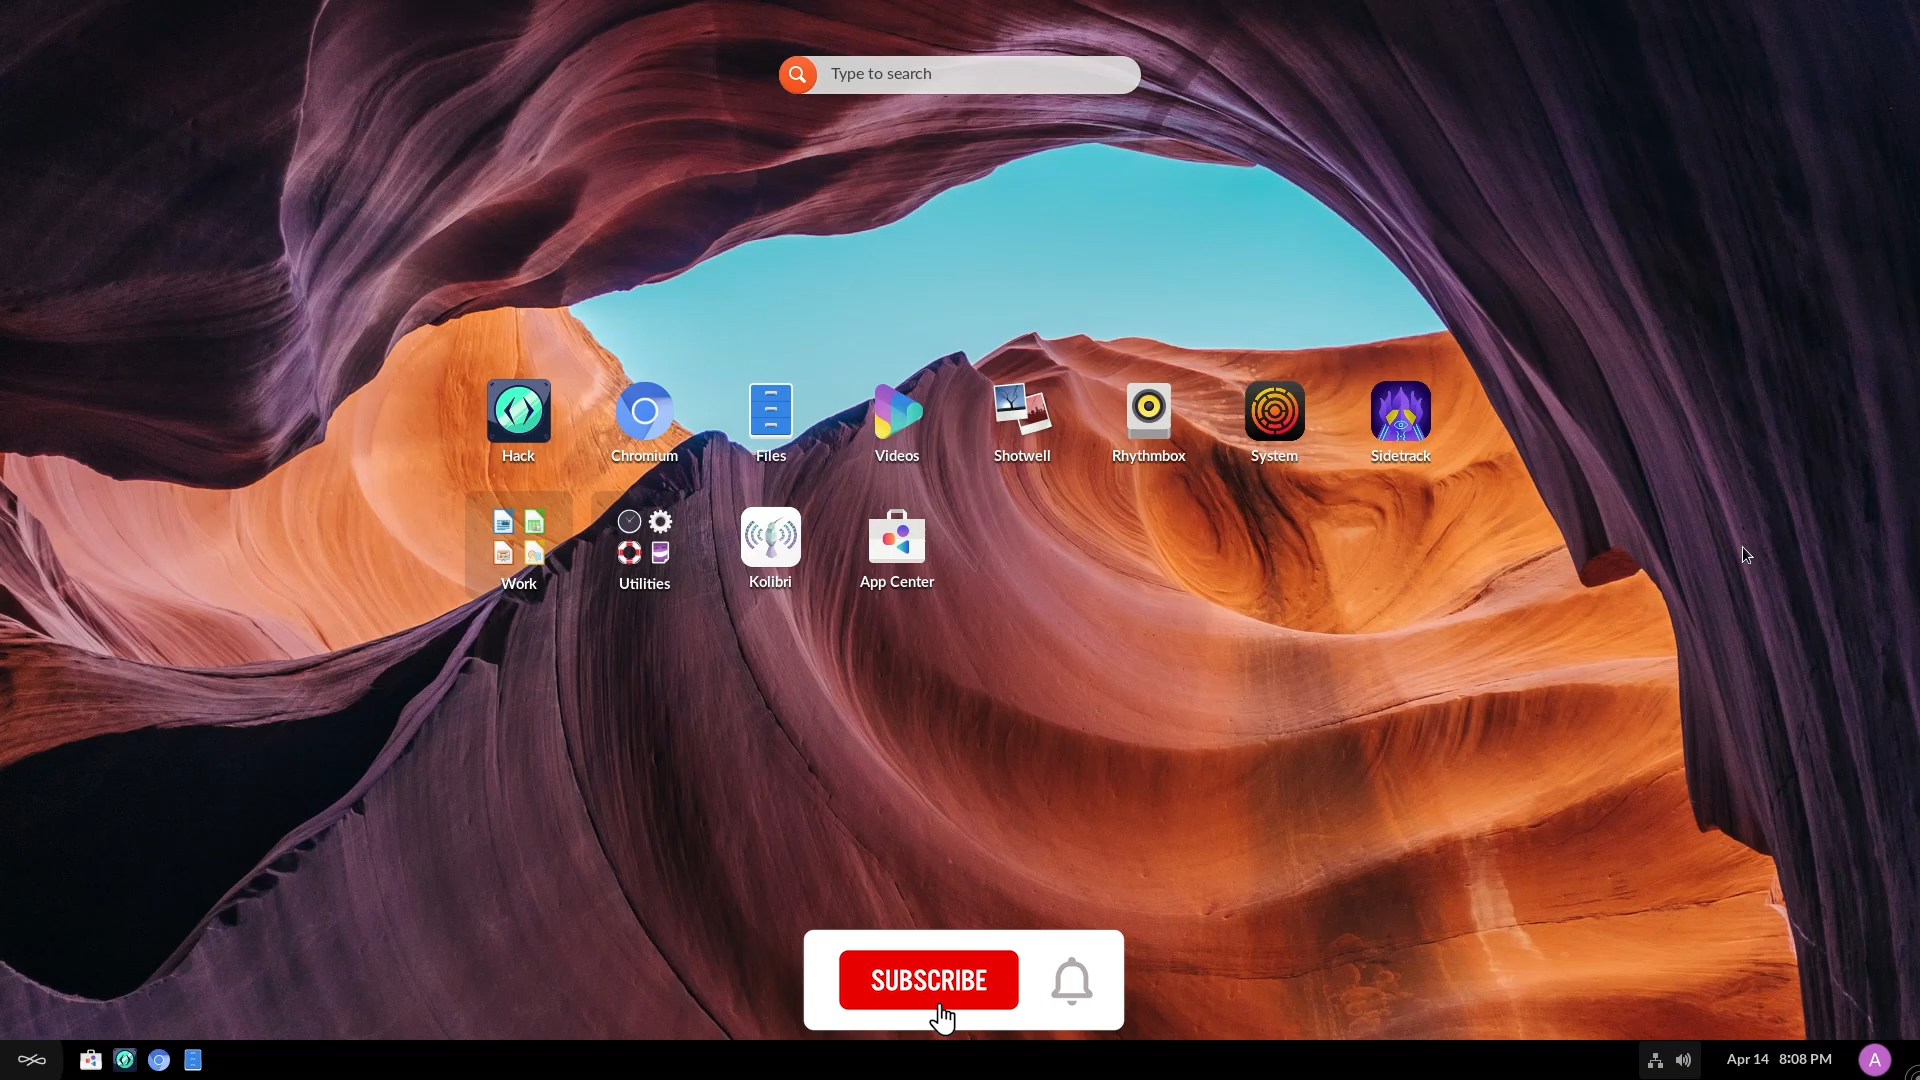 Type to search
Hack
Chromium
Files
Videos
Shotwell
Rhythmbox
System
Sidetrack
Work
Utilities
Kolibri
App Center
SUBSCRIBE
Apr 14 8:08 PM
A